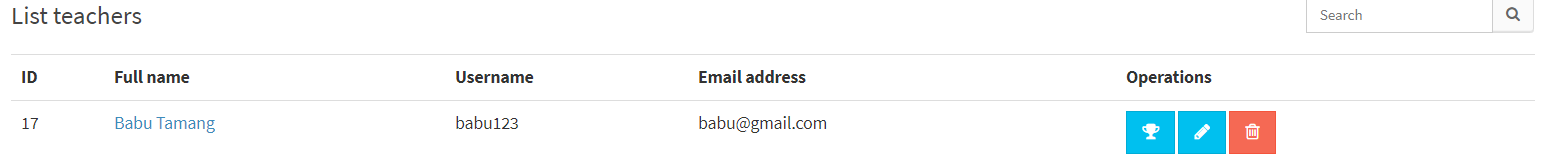 List teachers
Search
ID Full name Username Email address Operations
17 Babu Tamang babu123 babu@gmail.com